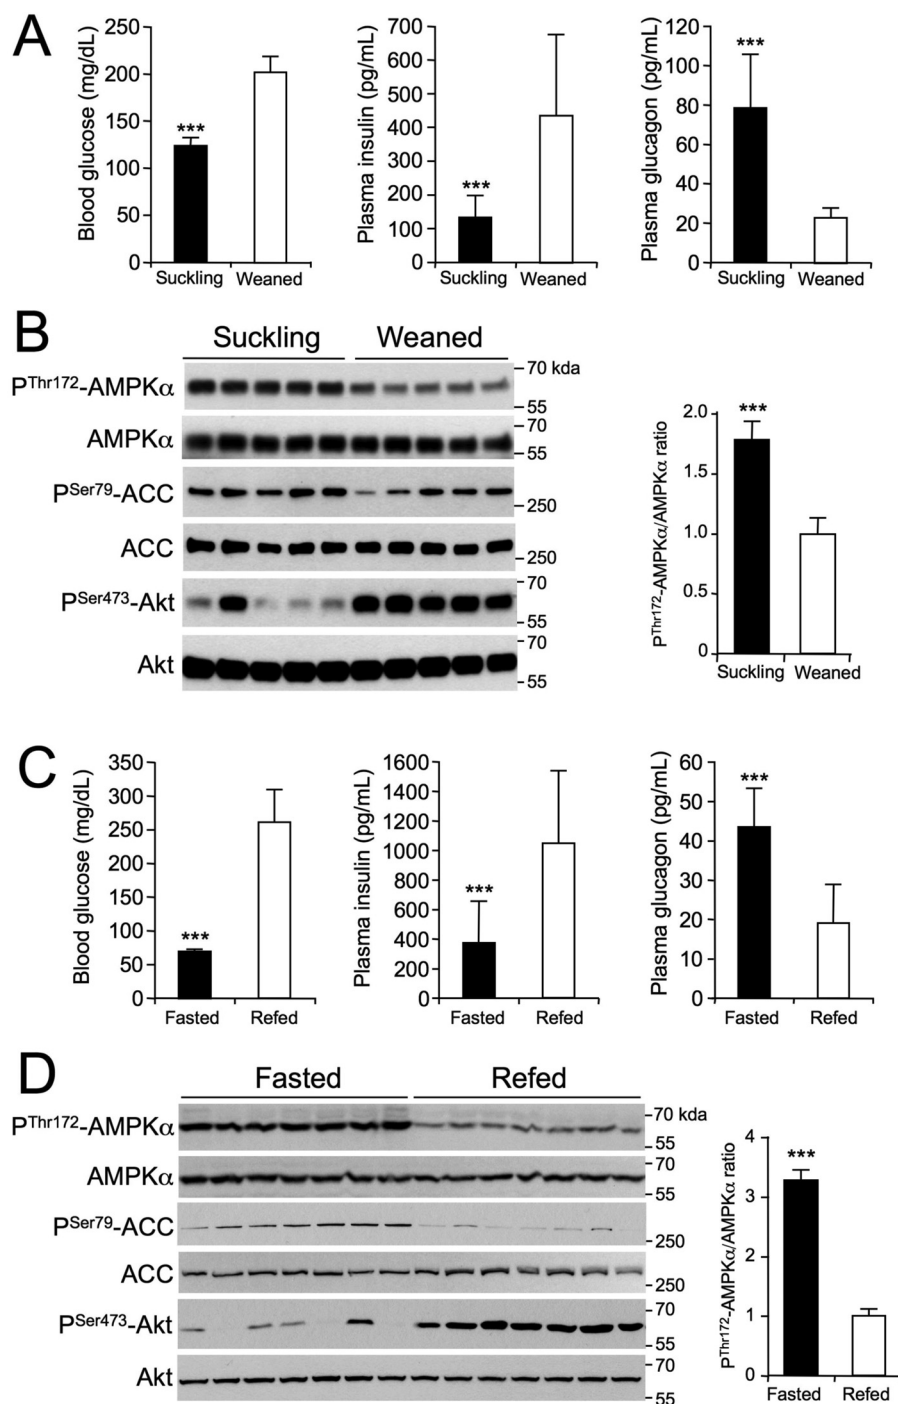 A
Blood glucose (mg/dL)
250
200
150
100
50
0
***
Suckling
Weaned
Plasma insulin (pg/mL)
700
600
500
400
300
200
100
0
***
Suckling
Weaned
Plasma glucagon (pg/mL)
120
100
80
60
40
20
0
***
Suckling
Weaned
B
Suckling
Weaned
PThr172-AMPKα
70 kda
55
AMPKα
70
55
PSer79-ACC
250
ACC
250
PSer473-Akt
70
55
Akt
70
55
PThr172-AMPKα/AMPKα ratio
2.0
1.5
1.0
0.5
0
***
Suckling
Weaned
C
Blood glucose (mg/dL)
350
300
250
200
150
100
50
0
***
Fasted
Refed
Plasma insulin (pg/mL)
1600
1400
1200
1000
800
600
400
200
0
***
Fasted
Refed
Plasma glucagon (pg/mL)
60
50
40
30
20
10
0
***
Fasted
Refed
D
Fasted
Refed
PThr172-AMPKα
70 kda
55
AMPKα
70
55
PSer79-ACC
250
ACC
250
PSer473-Akt
70
55
Akt
70
55
PThr172-AMPKα/AMPKα ratio
4
3
2
1
0
***
Fasted
Refed